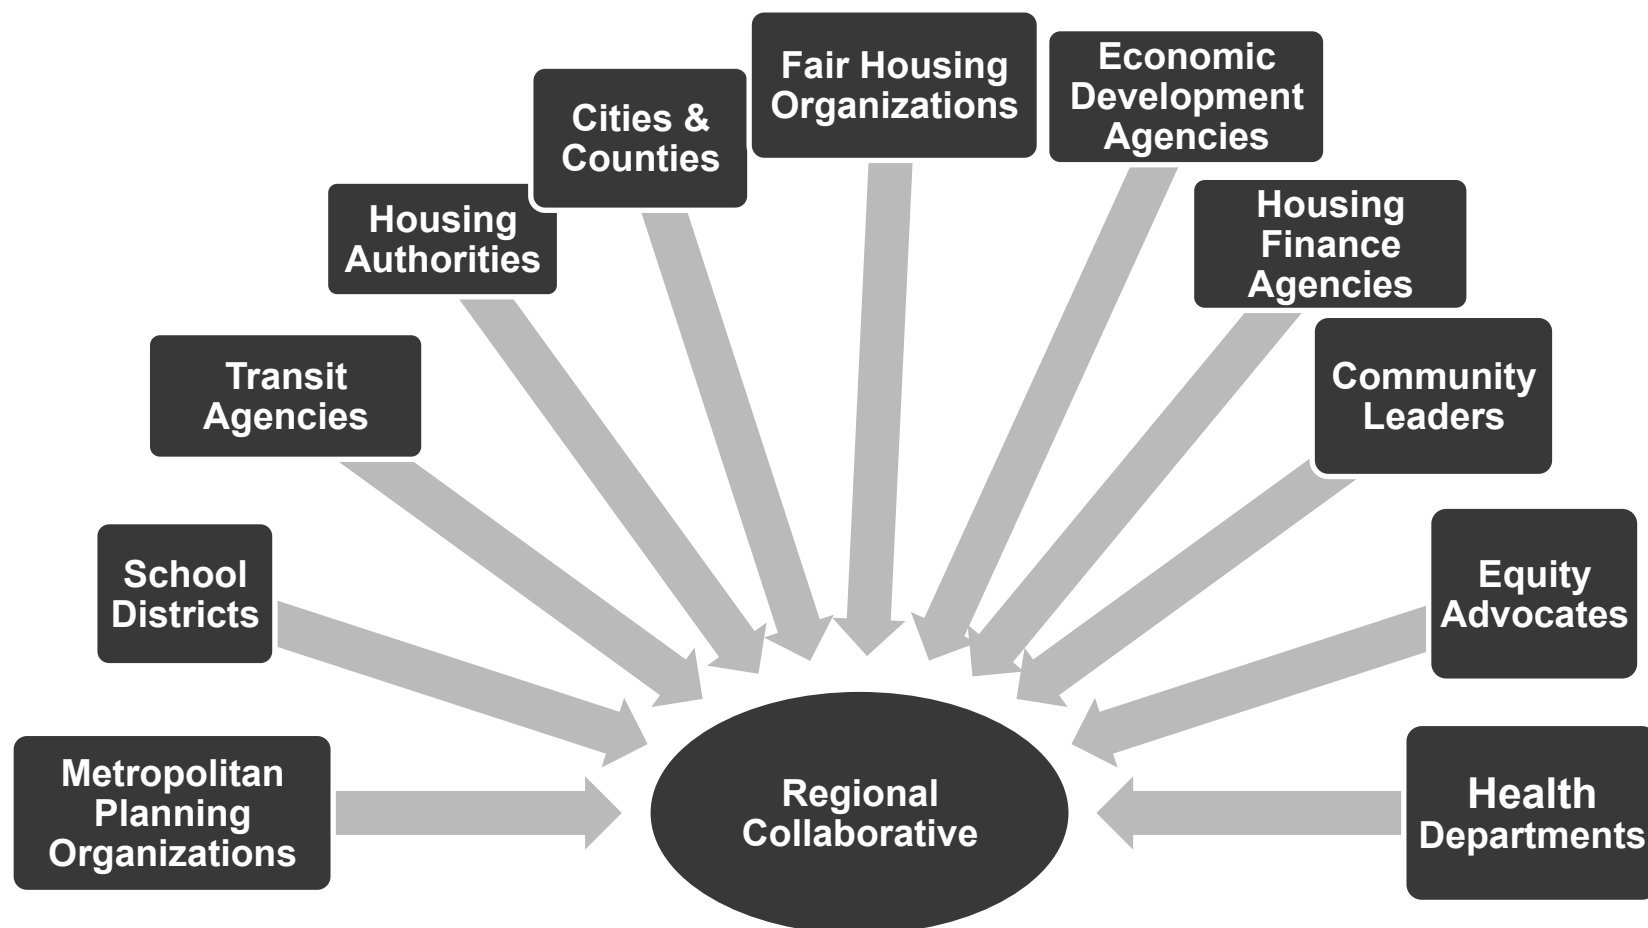 Fair Housing
Organizations
Economic
Development
Agencies
Cities &
Counties
Housing
Authorities
Housing
Finance
Agencies
Transit
Agencies
Community
Leaders
School
Districts
Equity
Advocates
Metropolitan
Planning
Organizations
Regional
Collaborative
Health
Departments